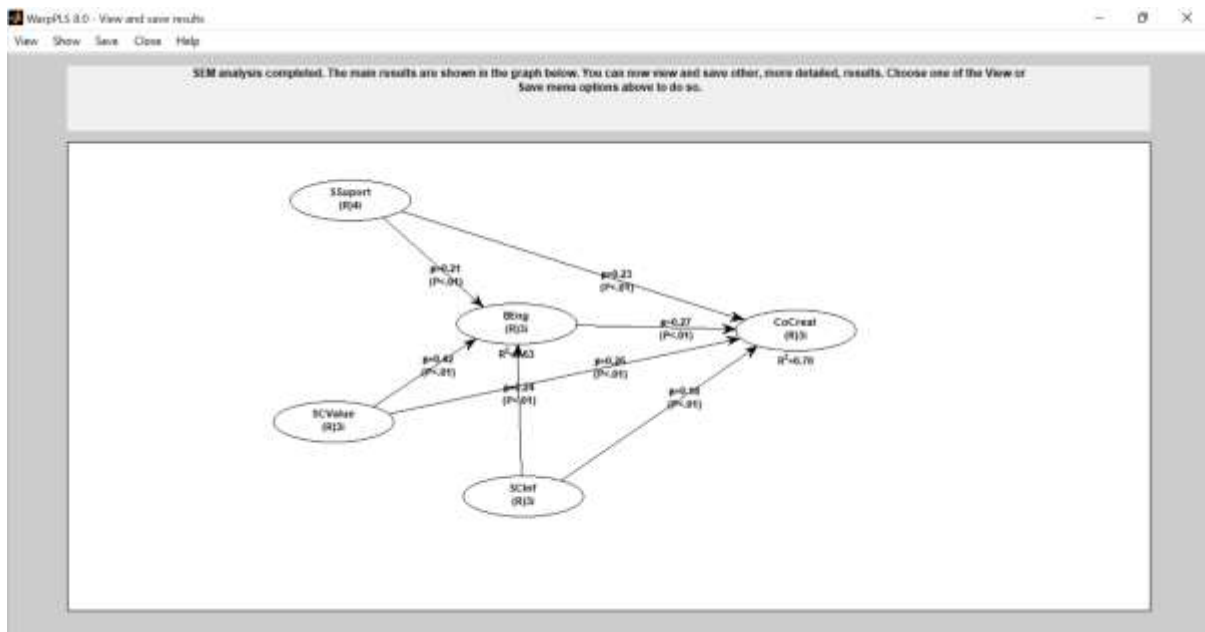 WarpPLS 8.0 - View and save results
View Show Save Close Help
SEM analysis completed. The main results are shown in the graph below. You can now view and save other, more detailed, results. Choose one of the View or
Save menu options above to do so.
SSuport
(R)4i
β=0.21
(P<.01)
β=0.23
(P<.01)
BEng
(R)3i
β=0.27
(P<.01)
CoCreat
(R)3i
R²=0.78
β=0.42
(P<.01)
(P<.01)
(P<.01)
(P<.01)
SCValue
(R)3i
SCInf
(R)3i